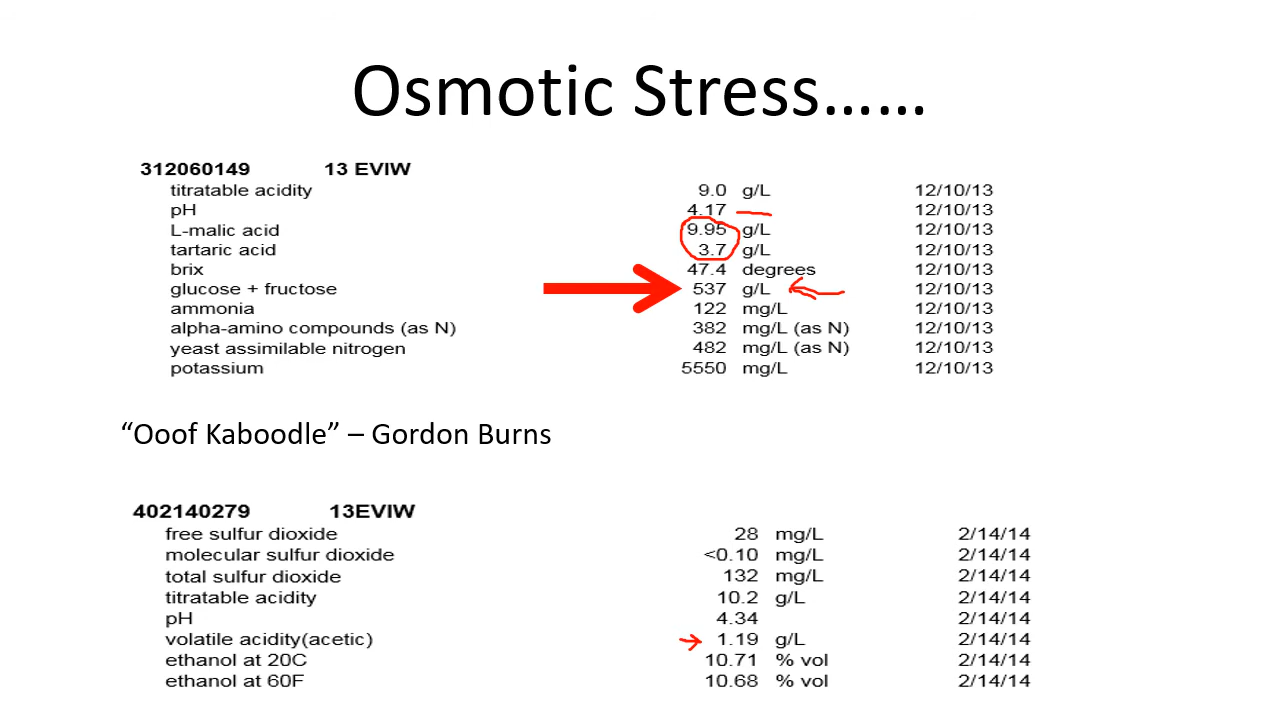 Osmotic Stress……
312060149 13 EVIW
titratable acidity 9.0 g/L 12/10/13
pH 4.17 12/10/13
L-malic acid 9.95 g/L 12/10/13
tartaric acid 3.7 g/L 12/10/13
brix 47.4 degrees 12/10/13
glucose + fructose 537 g/L 12/10/13
ammonia 122 mg/L 12/10/13
alpha-amino compounds (as N) 382 mg/L (as N) 12/10/13
yeast assimilable nitrogen 482 mg/L (as N) 12/10/13
potassium 5550 mg/L 12/10/13
“Ooof Kaboodle” – Gordon Burns
402140279 13EVIW
free sulfur dioxide 28 mg/L 2/14/14
molecular sulfur dioxide <0.10 mg/L 2/14/14
total sulfur dioxide 132 mg/L 2/14/14
titratable acidity 10.2 g/L 2/14/14
pH 4.34 2/14/14
volatile acidity(acetic) 1.19 g/L 2/14/14
ethanol at 20C 10.71 % vol 2/14/14
ethanol at 60F 10.68 % vol 2/14/14